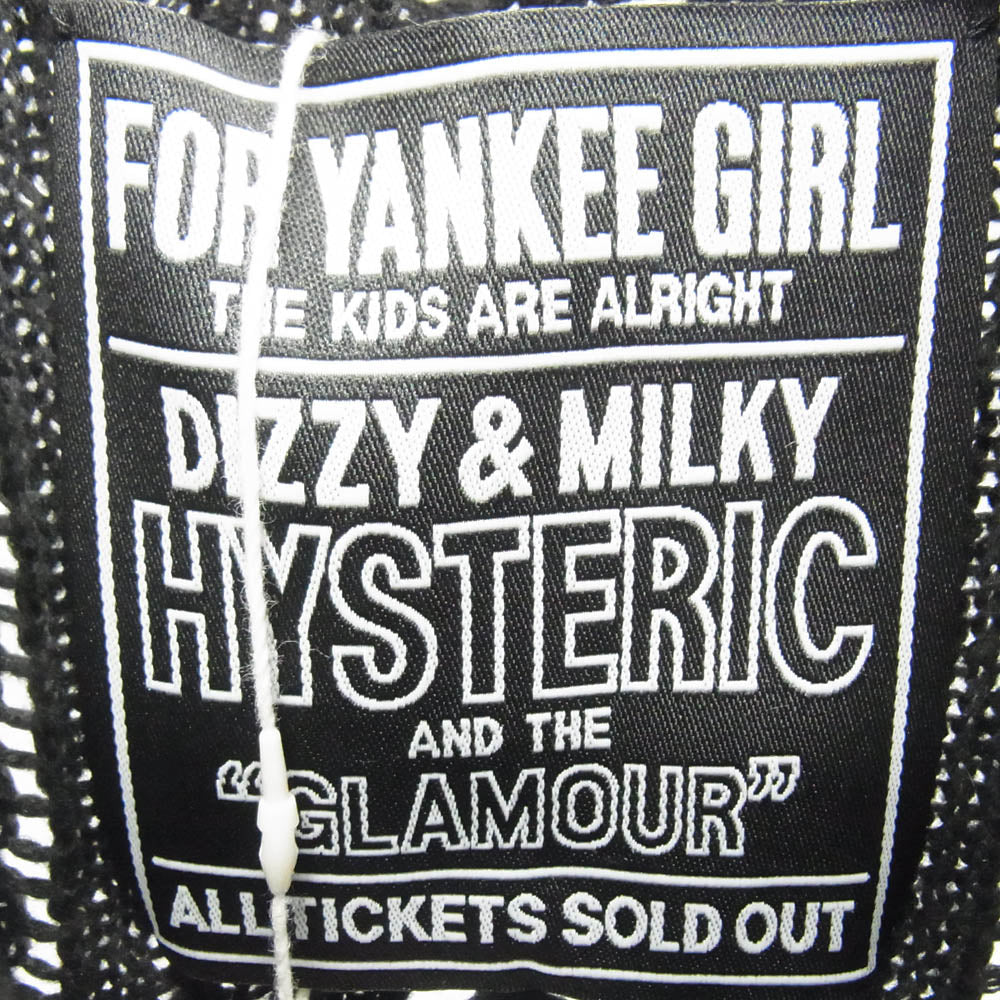 FOR YANKEE GIRL
THE KIDS ARE ALRIGHT
DIZZY & MILKY
HYSTERIC
AND THE
“GLAMOUR”
ALL TICKETS SOLD OUT